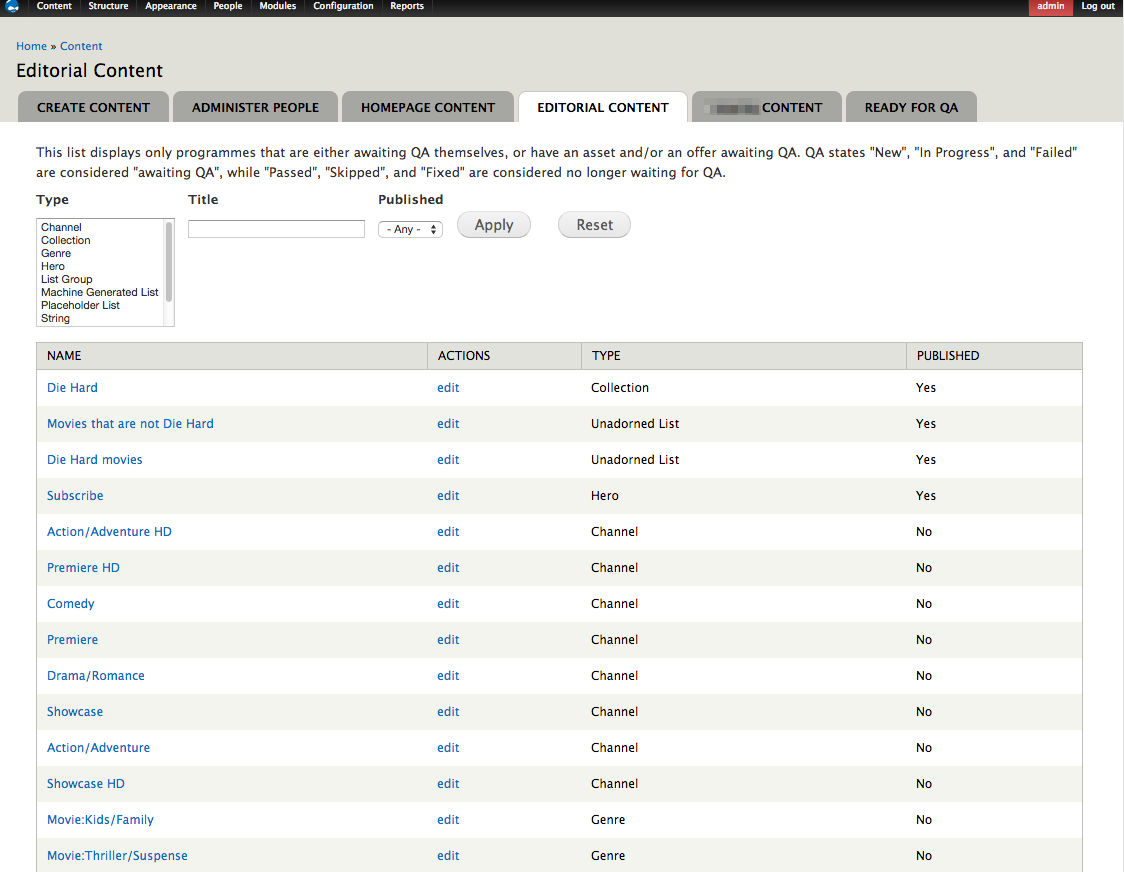 Content Structure Appearance People Modules Configuration Reports admin Log out
Home » Content
Editorial Content
CREATE CONTENT ADMINISTER PEOPLE HOMEPAGE CONTENT EDITORIAL CONTENT CONTENT READY FOR QA
This list displays only programmes that are either awaiting QA themselves, or have an asset and/or an offer awaiting QA. QA states "New", "In Progress", and "Failed"
are considered "awaiting QA", while "Passed", "Skipped", and "Fixed" are considered no longer waiting for QA.
Type Title Published
Channel
Collection
Genre
Hero
List Group
Machine Generated List
Placeholder List
String
- Any - Apply Reset
NAME ACTIONS TYPE PUBLISHED
Die Hard edit Collection Yes
Movies that are not Die Hard edit Unadorned List Yes
Die Hard movies edit Unadorned List Yes
Subscribe edit Hero Yes
Action/Adventure HD edit Channel No
Premiere HD edit Channel No
Comedy edit Channel No
Premiere edit Channel No
Drama/Romance edit Channel No
Showcase edit Channel No
Action/Adventure edit Channel No
Showcase HD edit Channel No
Movie:Kids/Family edit Genre No
Movie:Thriller/Suspense edit Genre No